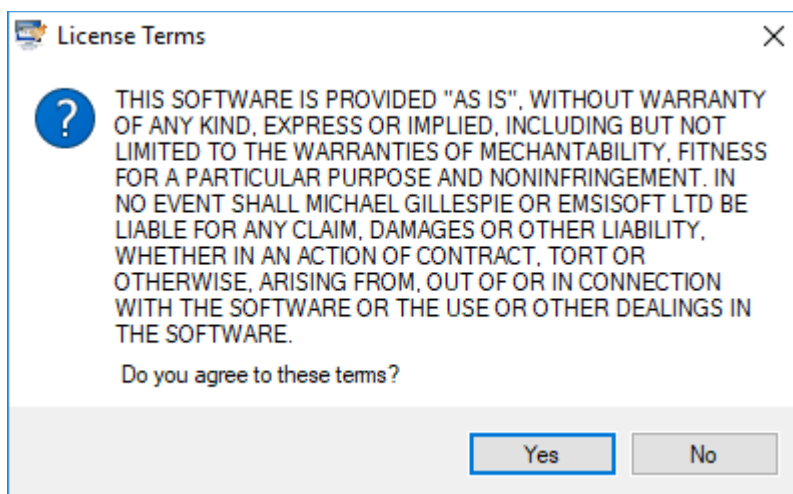 License Terms
THIS SOFTWARE IS PROVIDED "AS IS", WITHOUT WARRANTY
OF ANY KIND, EXPRESS OR IMPLIED, INCLUDING BUT NOT
LIMITED TO THE WARRANTIES OF MECHANTABILITY, FITNESS
FOR A PARTICULAR PURPOSE AND NONINFRINGEMENT. IN
NO EVENT SHALL MICHAEL GILLESPIE OR EMSISOFT LTD BE
LIABLE FOR ANY CLAIM, DAMAGES OR OTHER LIABILITY,
WHETHER IN AN ACTION OF CONTRACT, TORT OR
OTHERWISE, ARISING FROM, OUT OF OR IN CONNECTION
WITH THE SOFTWARE OR THE USE OR OTHER DEALINGS IN
THE SOFTWARE.
Do you agree to these terms?
Yes
No